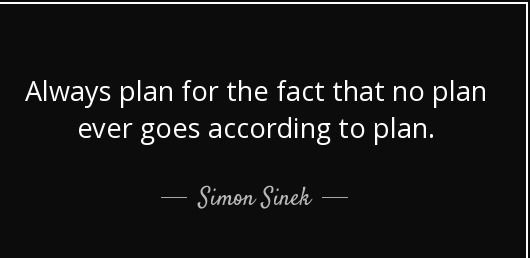 Always plan for the fact that no plan
ever goes according to plan.
Simon Sinek